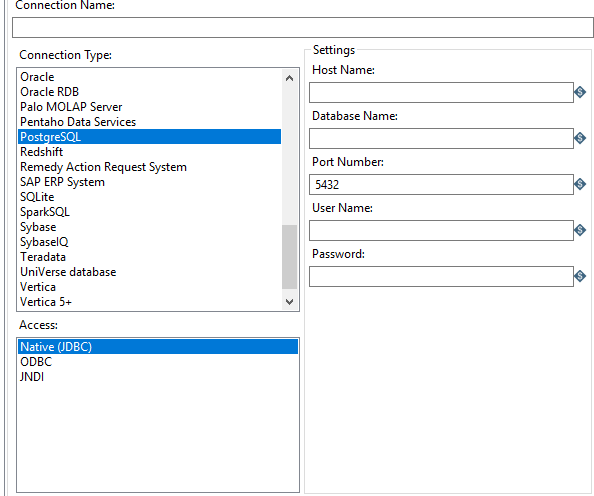 Connection Name:
Connection Type:
Oracle
Oracle RDB
Palo MOLAP Server
Pentaho Data Services
PostgreSQL
Redshift
Remedy Action Request System
SAP ERP System
SQLite
SparkSQL
Sybase
SybaseIQ
Teradata
UniVerse database
Vertica
Vertica 5+
Access:
Native (JDBC)
ODBC
JNDI
Settings
Host Name:
S
Database Name:
S
Port Number:
5432
S
User Name:
S
Password:
S